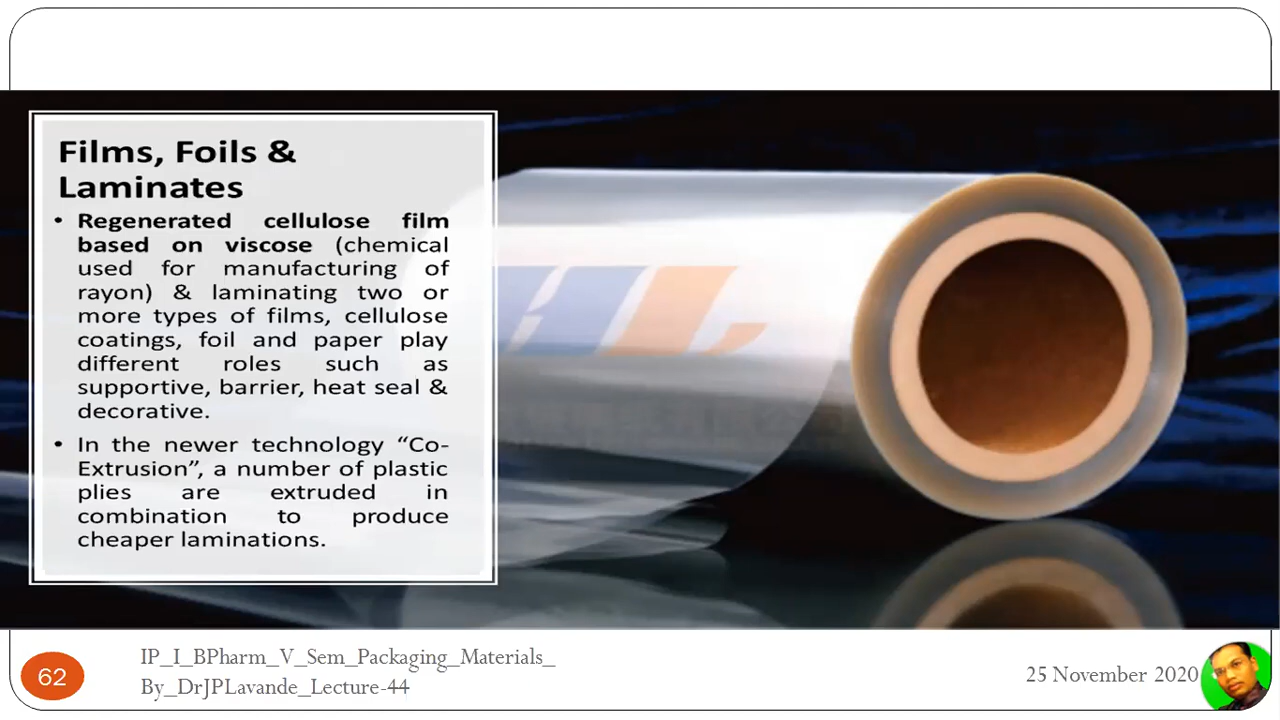 Films, Foils &
Laminates
• Regenerated cellulose film
based on viscose (chemical
used for manufacturing of
rayon) & laminating two or
more types of films, cellulose
coatings, foil and paper play
different roles such as
supportive, barrier, heat seal &
decorative.
• In the newer technology “Co-
Extrusion”, a number of plastic
plies are extruded in
combination to produce
cheaper laminations.
62
IP_I_BPharm_V_Sem_Packaging_Materials_
By_DrJPLavande_Lecture-44
25 November 2020